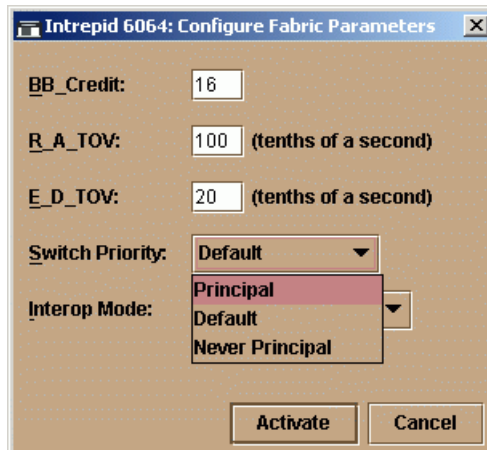 Intrepid 6064: Configure Fabric Parameters
BB_Credit: 16
R_A_TOV: 100 (tenths of a second)
E_D_TOV: 20 (tenths of a second)
Switch Priority: Default
Principal
Interop Mode:
Default
Never Principal
Activate Cancel